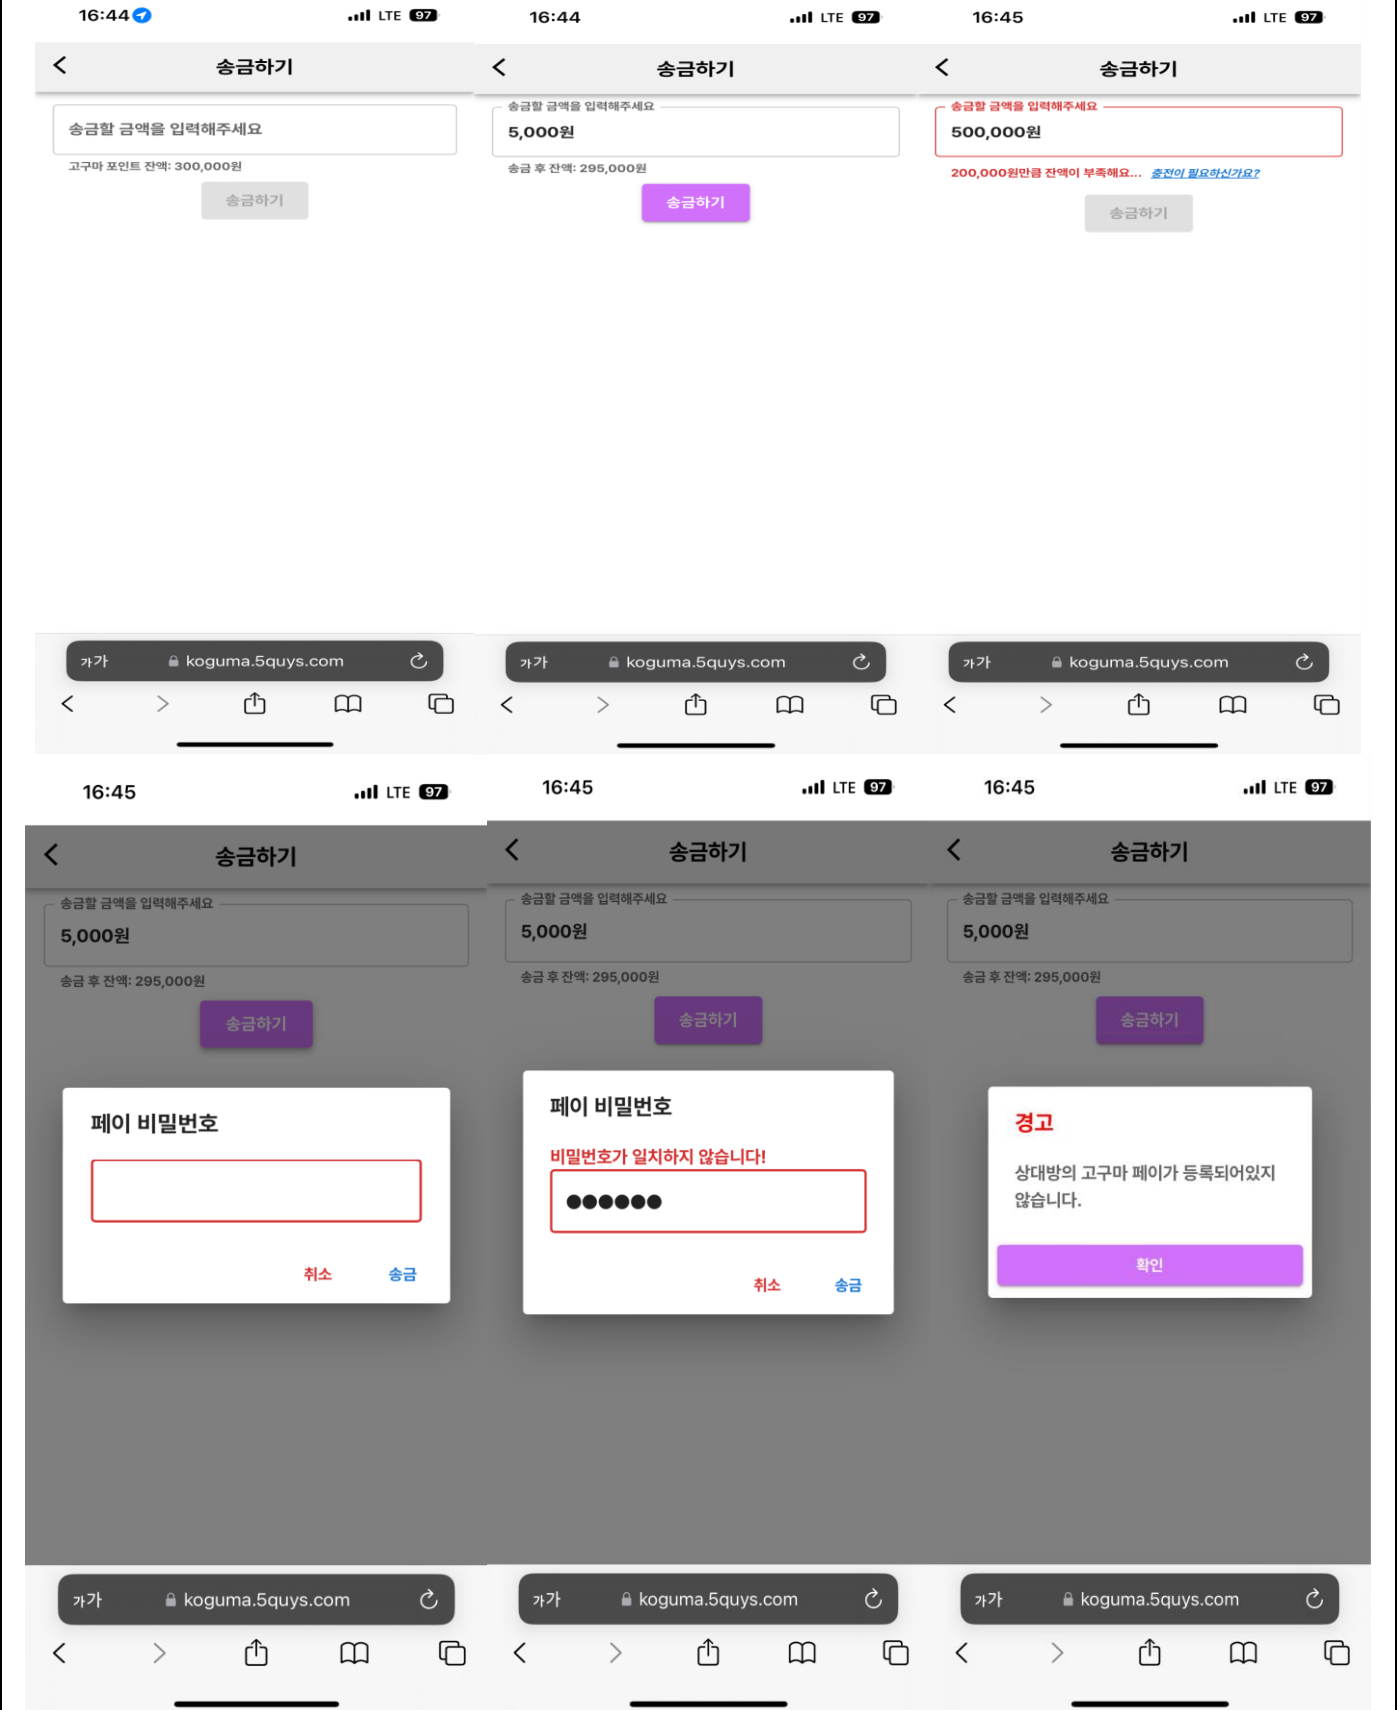 16:44
LTE 97
송금하기
송금할 금액을 입력해주세요
고구마 포인트 잔액: 300,000원
송금하기
가가 koguma.5quys.com
16:44
LTE 97
송금하기
송금할 금액을 입력해주세요
5,000원
송금 후 잔액: 295,000원
송금하기
가가 koguma.5quys.com
16:45
LTE 97
송금하기
송금할 금액을 입력해주세요
500,000원
200,000원만큼 잔액이 부족해요... 충전이 필요하신가요?
송금하기
가가 koguma.5quys.com
16:45
LTE 97
송금하기
송금할 금액을 입력해주세요
5,000원
송금 후 잔액: 295,000원
송금하기
페이 비밀번호
취소 송금
가가 koguma.5quys.com
16:45
LTE 97
송금하기
송금할 금액을 입력해주세요
5,000원
송금 후 잔액: 295,000원
송금하기
페이 비밀번호
비밀번호가 일치하지 않습니다!
●●●●●●
취소 송금
가가 koguma.5quys.com
16:45
LTE 97
송금하기
송금할 금액을 입력해주세요
5,000원
송금 후 잔액: 295,000원
송금하기
경고
상대방의 고구마 페이가 등록되어있지
않습니다.
확인
가가 koguma.5quys.com